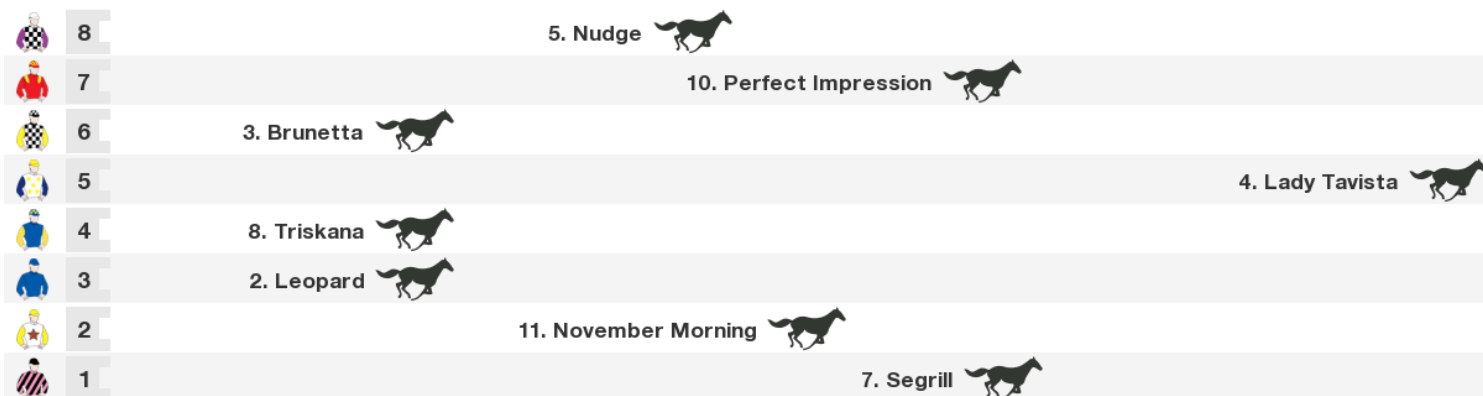 8 5. Nudge
7 10. Perfect Impression
6 3. Brunetta
5 4. Lady Tavista
4 8. Triskana
3 2. Leopard
2 11. November Morning
1 7. Segrill